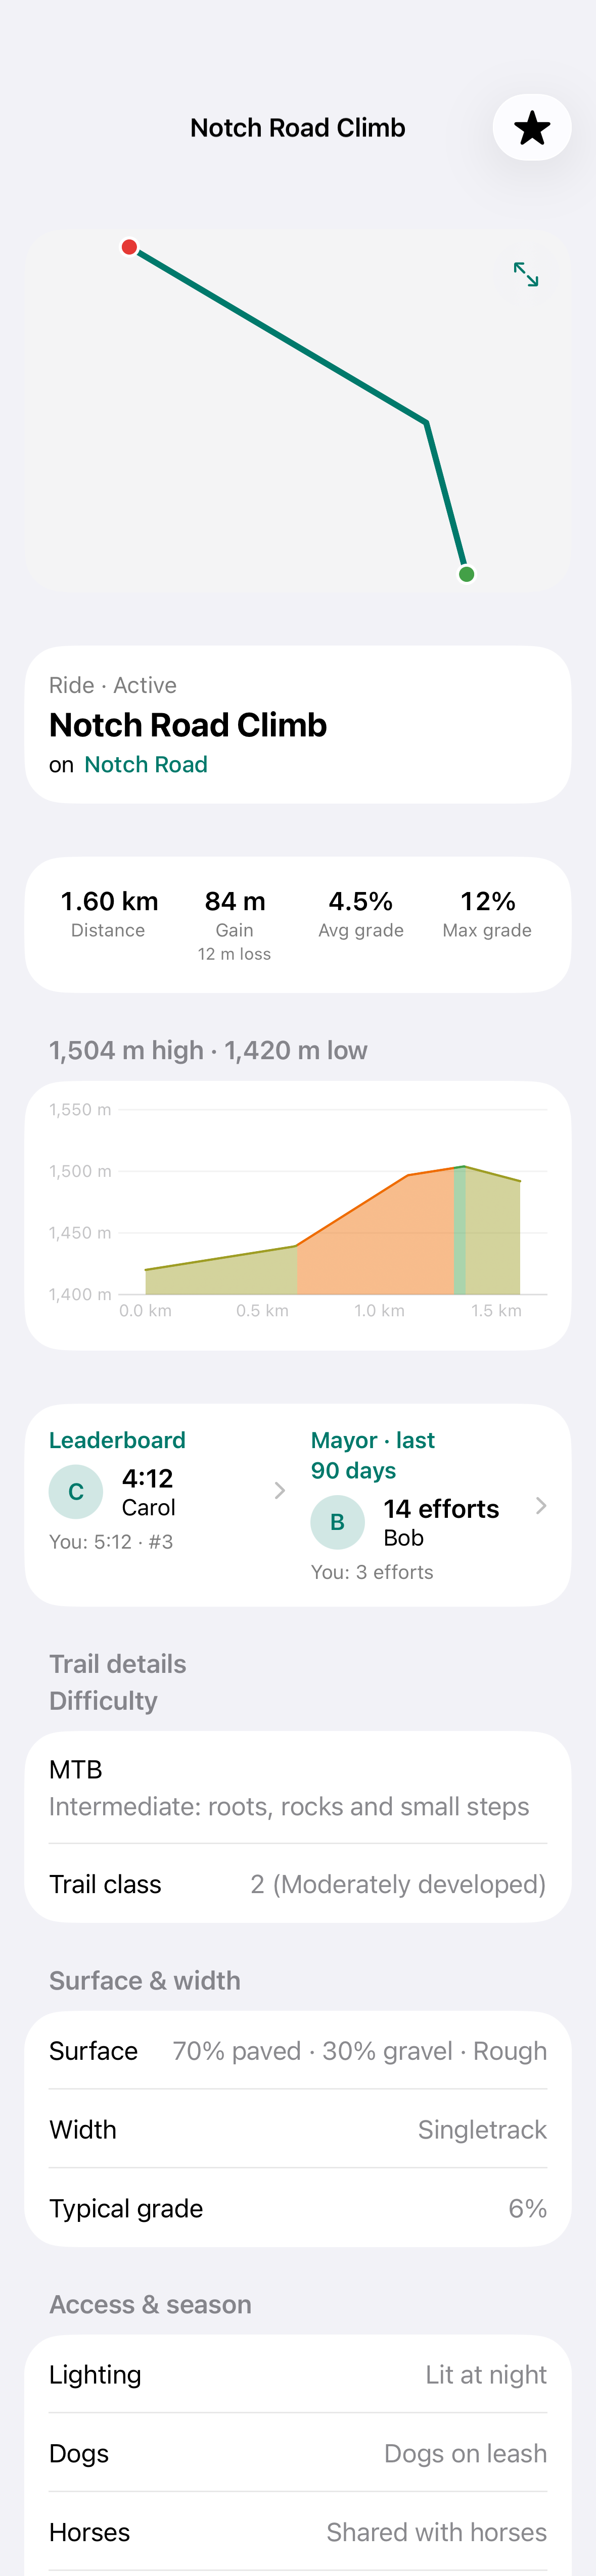 Notch Road Climb
Ride · Active
Notch Road Climb
on Notch Road
1.60 km 84 m 4.5% 12%
Distance Gain Avg grade Max grade
12 m loss
1,504 m high · 1,420 m low
1,550 m
1,500 m
1,450 m
1,400 m
0.0 km 0.5 km 1.0 km 1.5 km
Leaderboard
C 4:12
Carol
You: 5:12 · #3
Mayor · last
90 days
B 14 efforts
Bob
You: 3 efforts
Trail details
Difficulty
MTB
Intermediate: roots, rocks and small steps
Trail class 2 (Moderately developed)
Surface & width
Surface 70% paved · 30% gravel · Rough
Width Singletrack
Typical grade 6%
Access & season
Lighting Lit at night
Dogs Dogs on leash
Horses Shared with horses